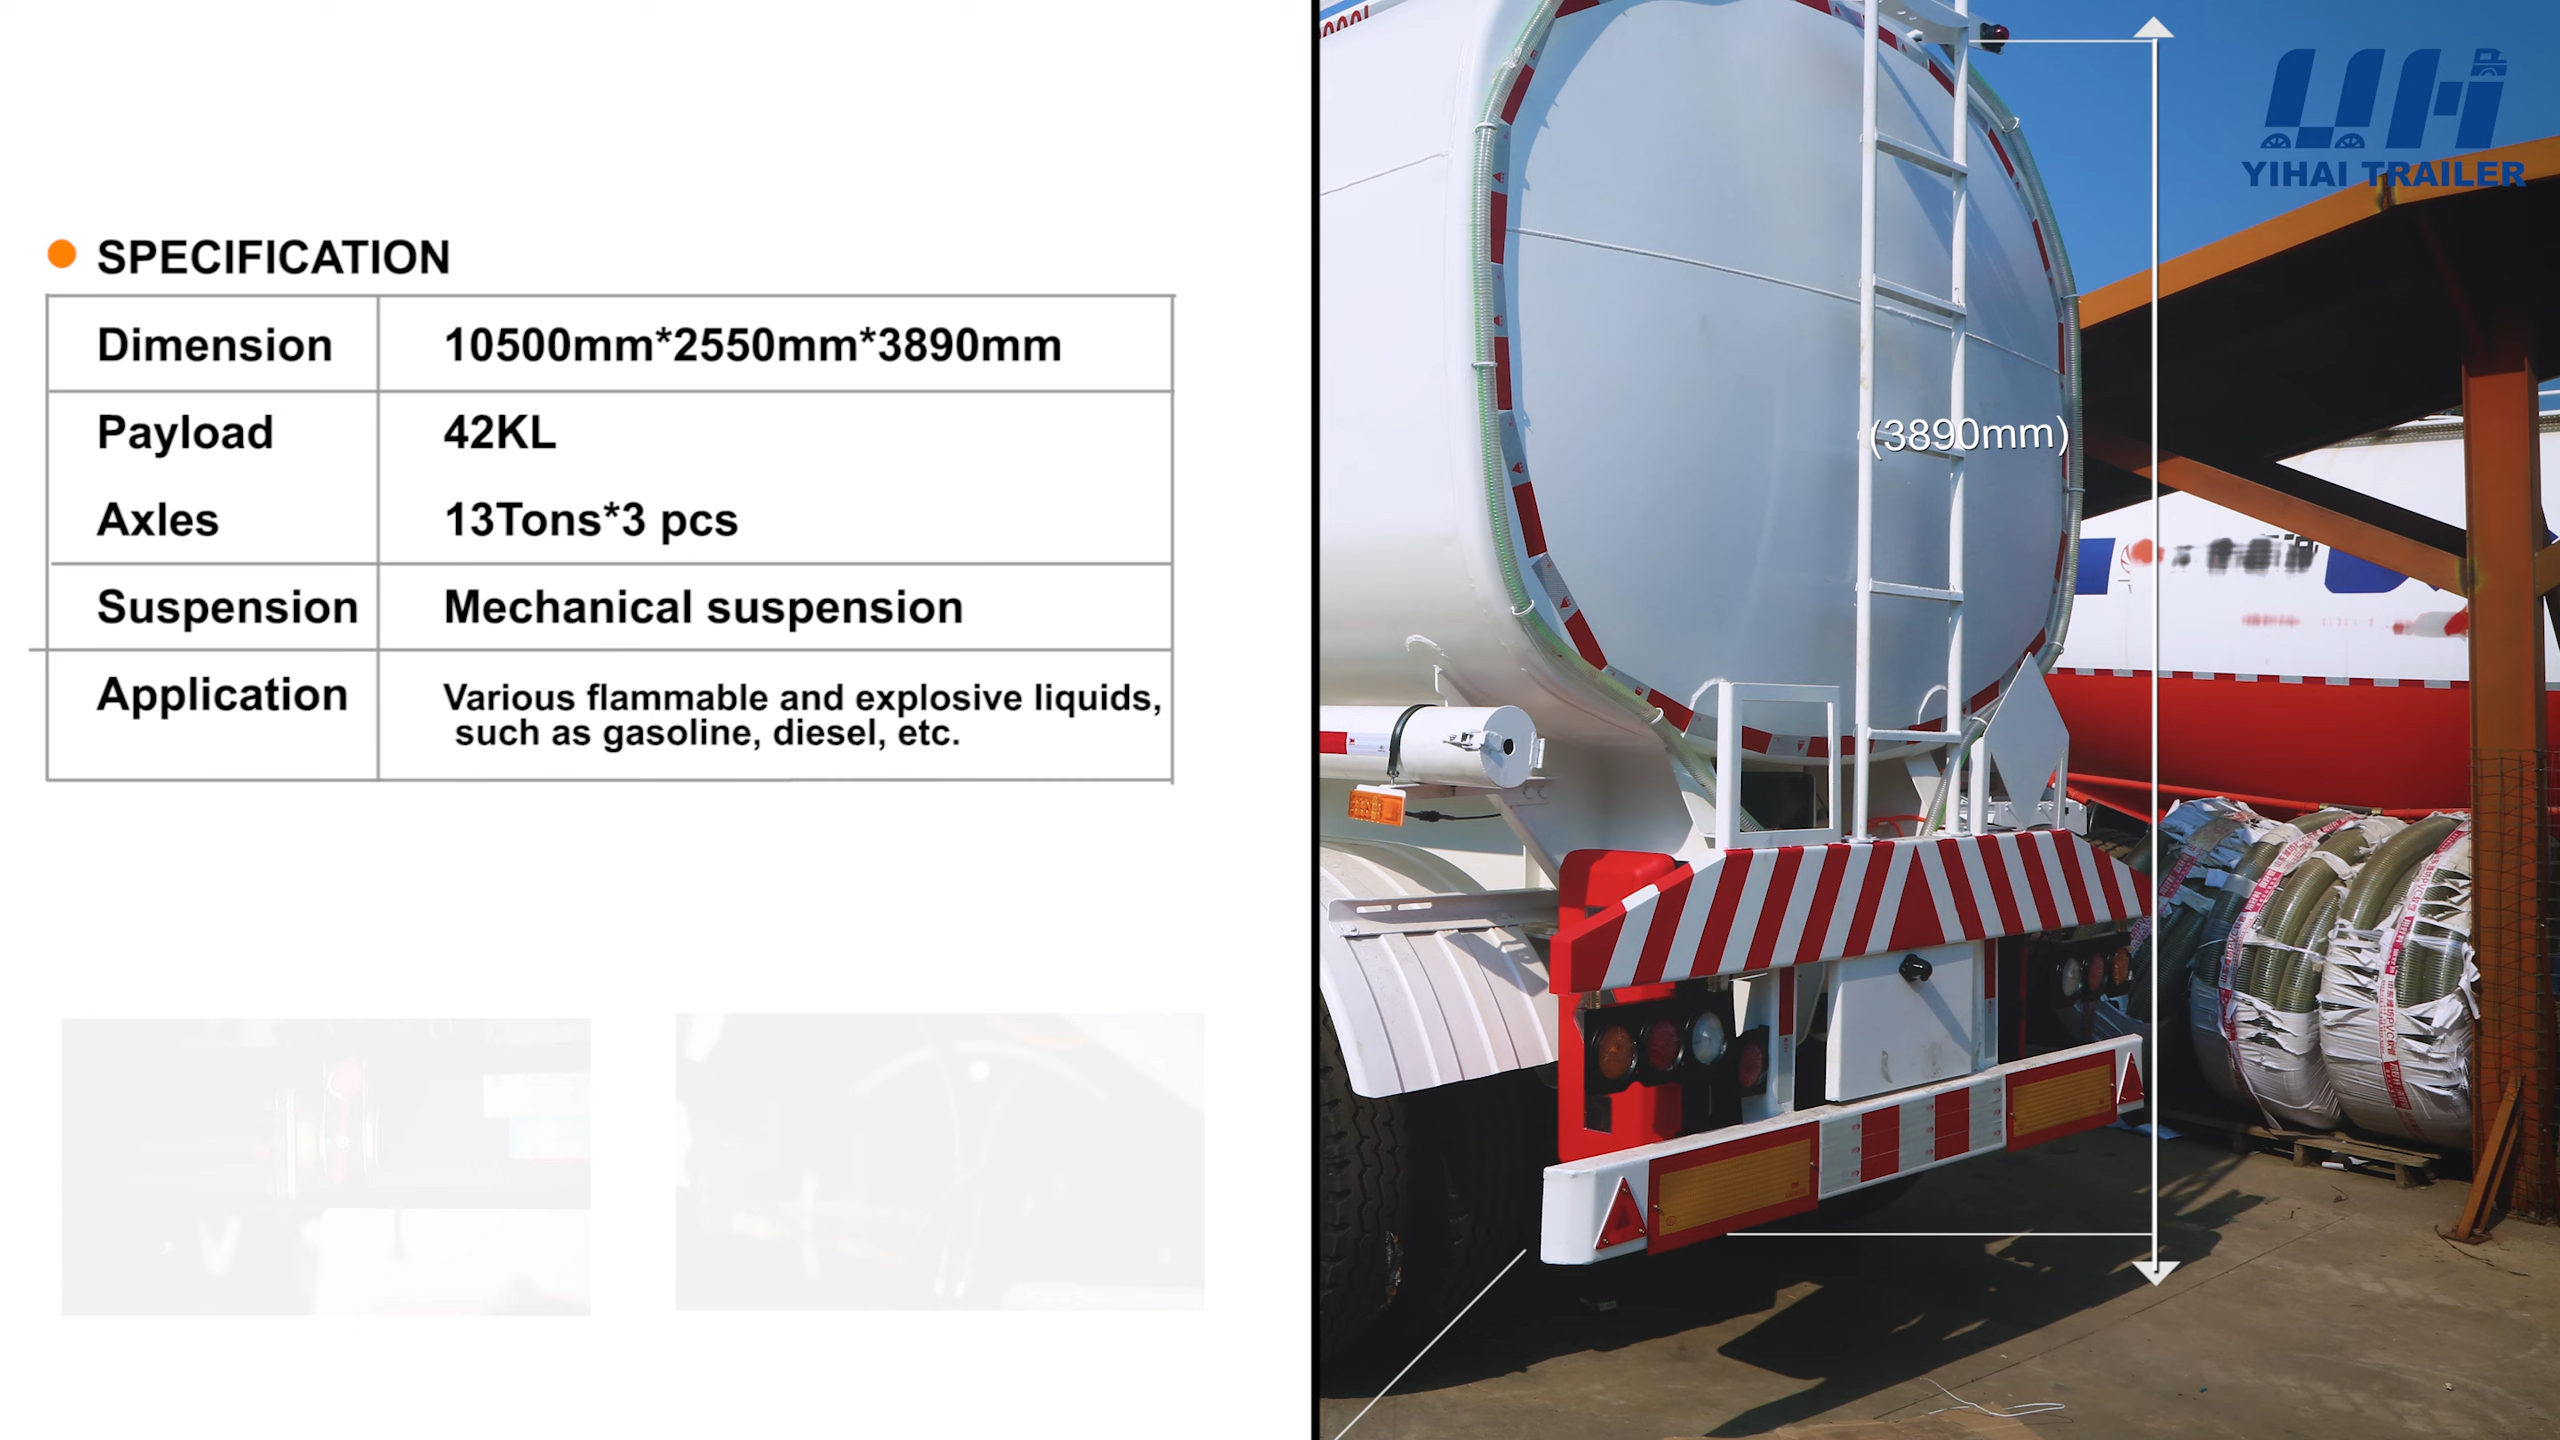 SPECIFICATION
Dimension 10500mm*2550mm*3890mm
Payload 42KL
Axles 13Tons*3 pcs
Suspension Mechanical suspension
Application Various flammable and explosive liquids,
such as gasoline, diesel, etc.
(3890mm)
YIHAI TRAILER